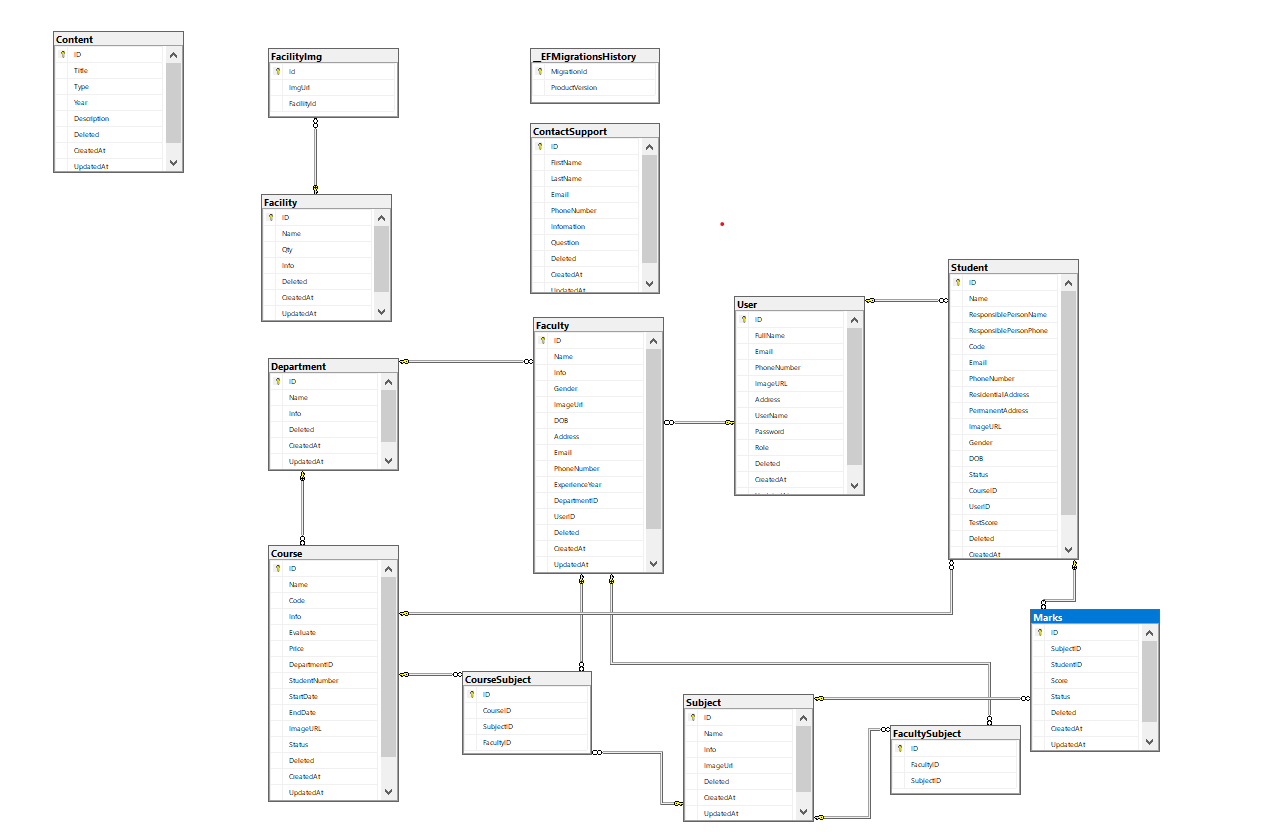 Content
ID
Title
Type
Year
Description
Deleted
CreatedAt
UpdatedAt
FacilityImg
Id
ImgUrl
FacilityId
__EFMigrationsHistory
MigrationId
ProductVersion
ContactSupport
ID
FirstName
LastName
Email
PhoneNumber
Infomation
Question
Deleted
CreatedAt
UpdatedAt
Facility
ID
Name
Qty
Info
Deleted
CreatedAt
UpdatedAt
Student
ID
Name
ResponsiblePersonName
ResponsiblePersonPhone
Code
Email
PhoneNumber
ResidentialAddress
PermanentAddress
ImageURL
Gender
DOB
Status
CourseID
UserID
TestScore
Deleted
CreatedAt
User
ID
FullName
Email
PhoneNumber
ImageURL
Address
UserName
Password
Role
Deleted
CreatedAt
Faculty
ID
Name
Info
Gender
ImageUrl
DOB
Address
Email
PhoneNumber
ExperienceYear
DepartmentID
UserID
Deleted
CreatedAt
UpdatedAt
Department
ID
Name
Info
Deleted
CreatedAt
UpdatedAt
Course
ID
Name
Code
Info
Evaluate
Price
DepartmentID
StudentNumber
StartDate
EndDate
ImageURL
Status
Deleted
CreatedAt
UpdatedAt
Marks
ID
SubjectID
StudentID
Score
Status
Deleted
CreatedAt
UpdatedAt
CourseSubject
ID
CourseID
SubjectID
FacultyID
Subject
ID
Name
Info
ImageUrl
Deleted
CreatedAt
UpdatedAt
FacultySubject
ID
FacultyID
SubjectID